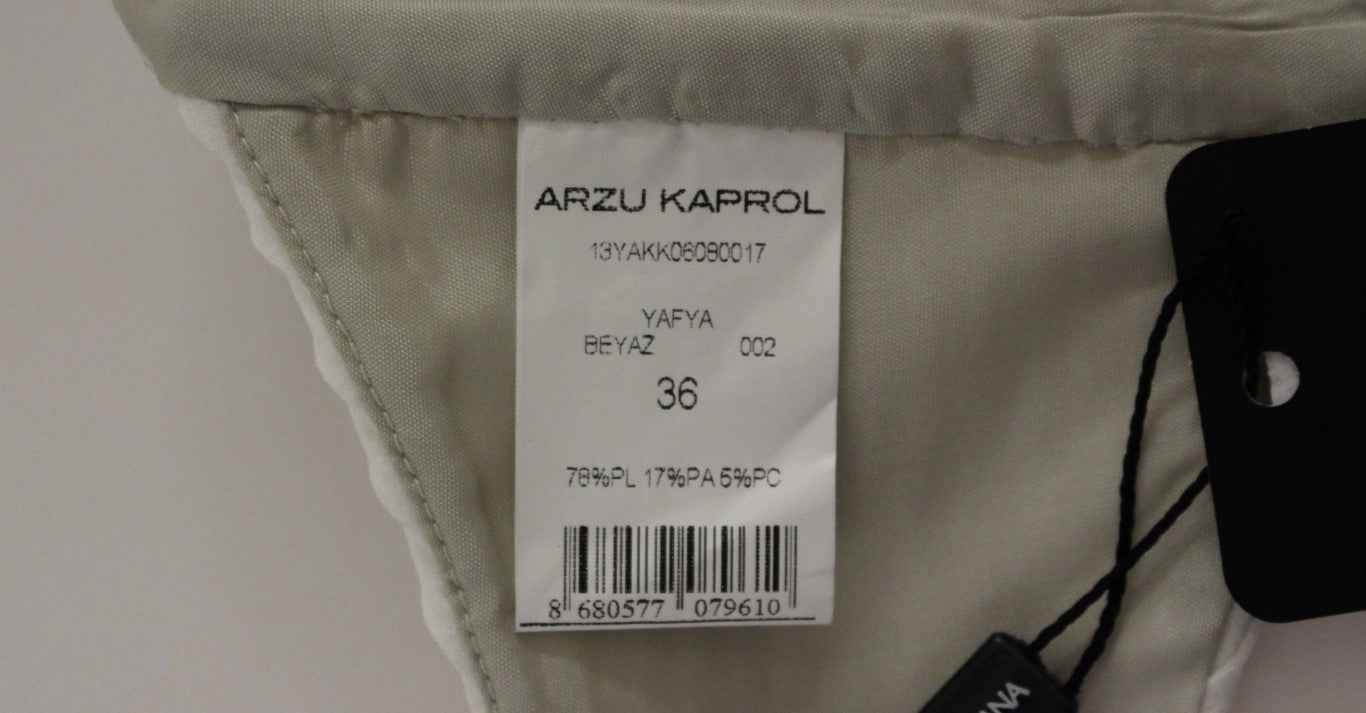 ARZU KAPROL
13YAKK06080017
YAFYA
BEYAZ 002
36
78%PL 17%PA 5%PC
8 680577 079610